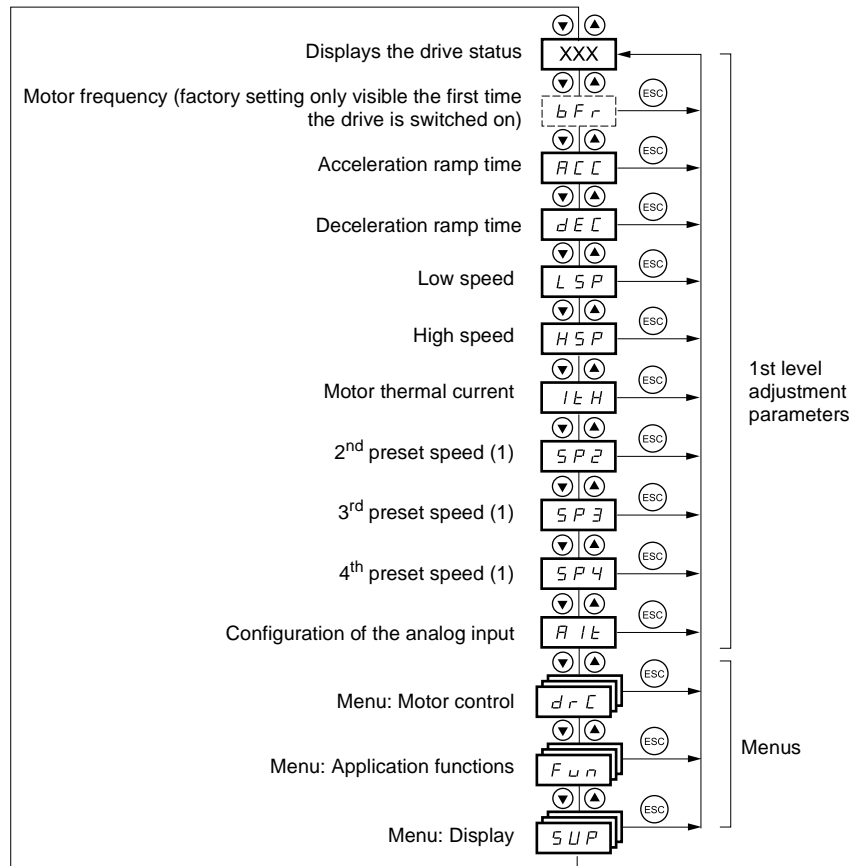 Displays the drive status XXX
Motor frequency (factory setting only visible the first time
the drive is switched on) bFr ESC
Acceleration ramp time ACC ESC
Deceleration ramp time dEC ESC
Low speed LSP ESC
High speed HSP ESC
Motor thermal current ItH ESC
2nd preset speed (1) SP2 ESC
3rd preset speed (1) SP3 ESC
4th preset speed (1) SP4 ESC
Configuration of the analog input AIt ESC
1st level
adjustment
parameters
Menu: Motor control drC ESC
Menu: Application functions Fun ESC
Menu: Display SUP ESC
Menus